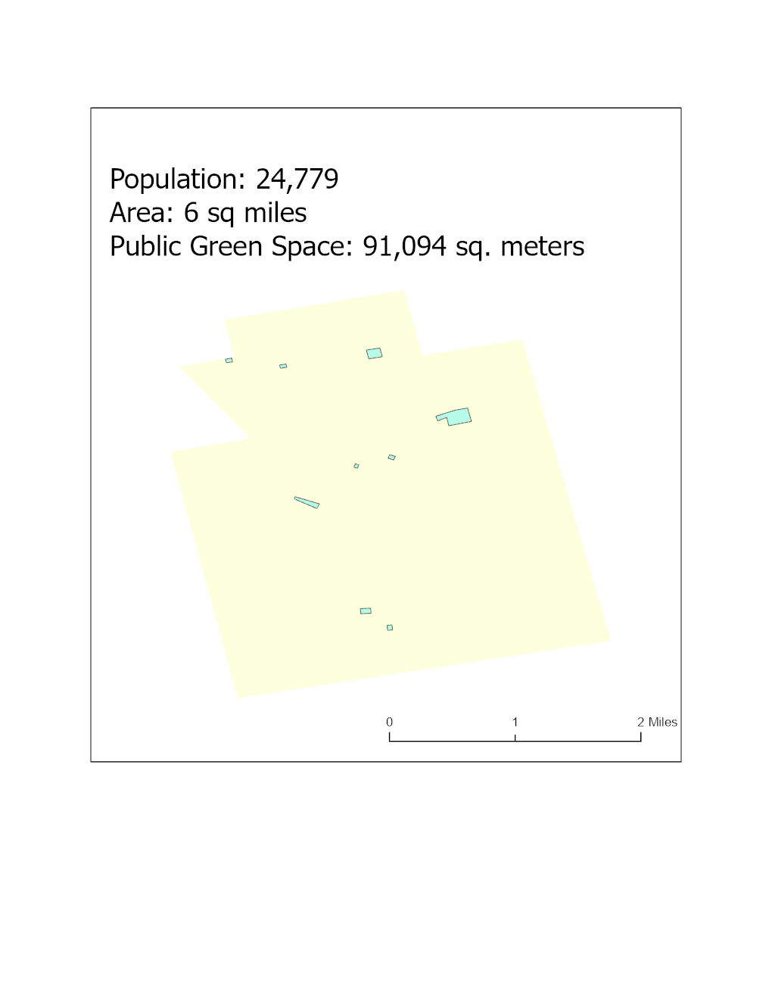 Population: 24,779
Area: 6 sq miles
Public Green Space: 91,094 sq. meters
0 1 2 Miles